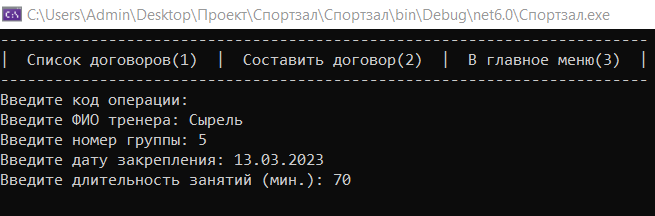 C:\Users\Admin\Desktop\Проект\Спортзал\Спортзал\bin\Debug\net6.0\Спортзал.exe
------------------------------------------------------------------------
|  Список договоров(1)  |  Составить договор(2)  |  В главное меню(3)  |
------------------------------------------------------------------------
Введите код операции:
Введите ФИО тренера: Сырель
Введите номер группы: 5
Введите дату закрепления: 13.03.2023
Введите длительность занятий (мин.): 70